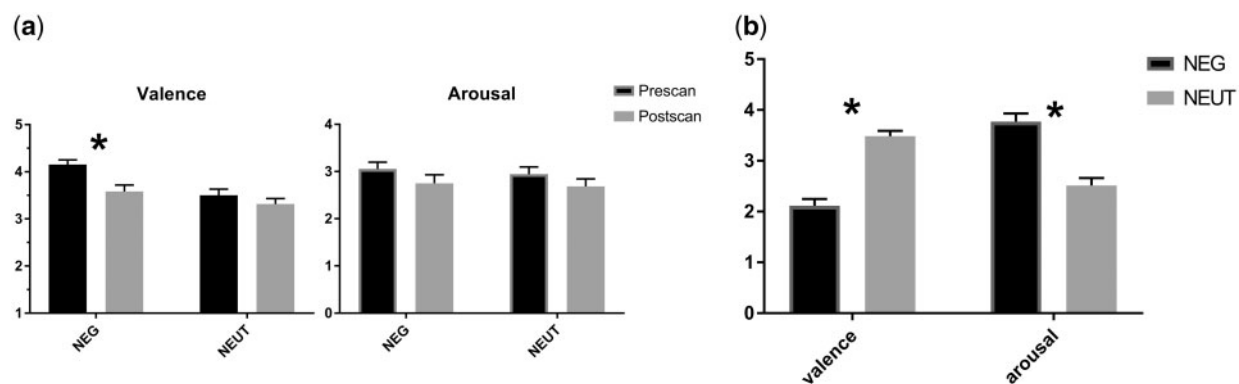 (a)
Valence
5
4
3
2
1
*
NEG
NEUT
Arousal
4
3
2
1
0
NEG
NEUT
Prescan
Postscan
(b)
5
4
3
2
1
0
*
*
valence
arousal
NEG
NEUT